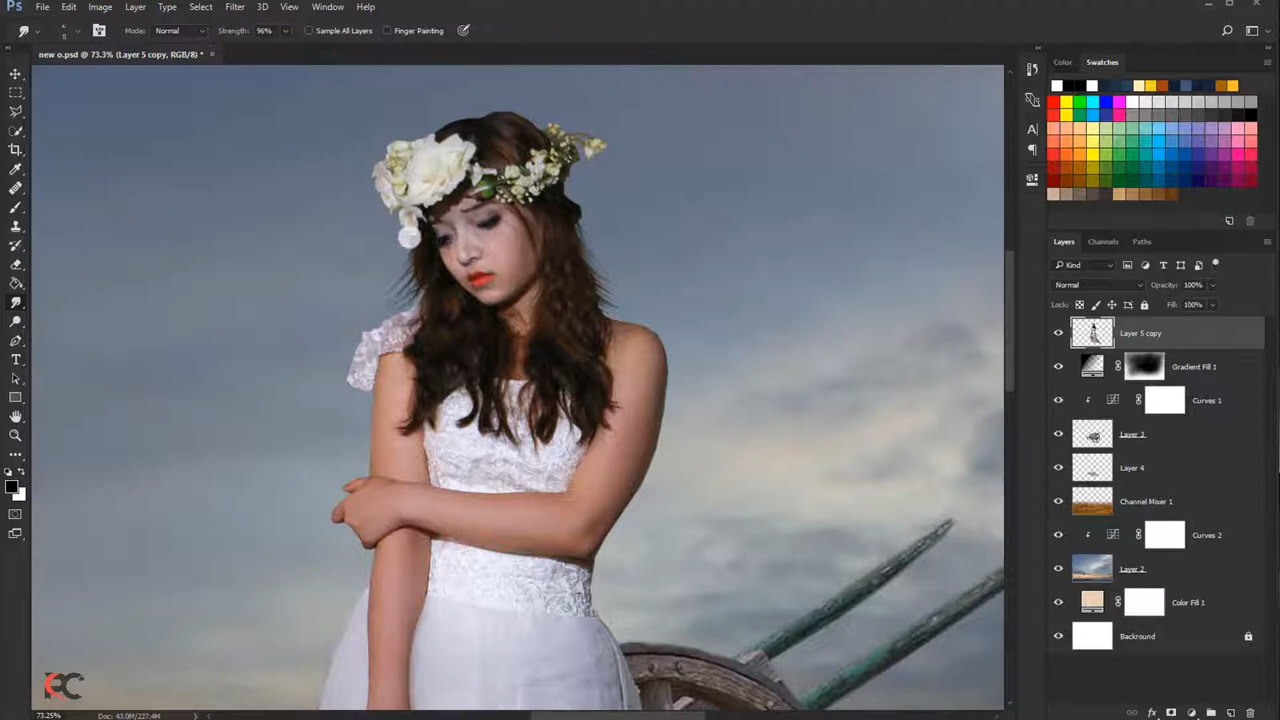 Ps File Edit Image Layer Type Select Filter 3D View Window Help
8 Mode: Normal Strength: 96% Sample All Layers Finger Painting
new o.psd @ 73.3% (Layer 5 copy, RGB/8) * ×
Color Swatches
Layers Channels Paths
Kind
Normal Opacity: 100%
Lock: Fill: 100%
Layer 5 copy
Gradient Fill 1
Curves 1
Layer 3
Layer 4
Channel Mixer 1
Curves 2
Layer 2
Color Fill 1
Backround
73.25% Doc: 43.0M/227.4M
fx